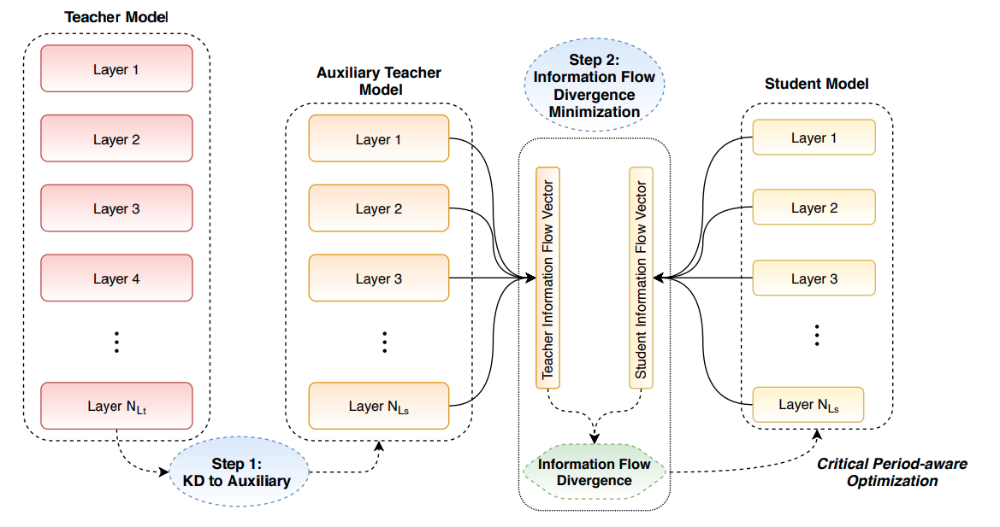 Teacher Model
Layer 1
Layer 2
Layer 3
Layer 4
Layer NLt
Step 1:
KD to Auxiliary
Auxiliary Teacher
Model
Layer 1
Layer 2
Layer 3
Layer NLs
Step 2:
Information Flow
Divergence
Minimization
Teacher Information Flow Vector
Student Information Flow Vector
Information Flow
Divergence
Student Model
Layer 1
Layer 2
Layer 3
Layer NLs
Critical Period-aware
Optimization